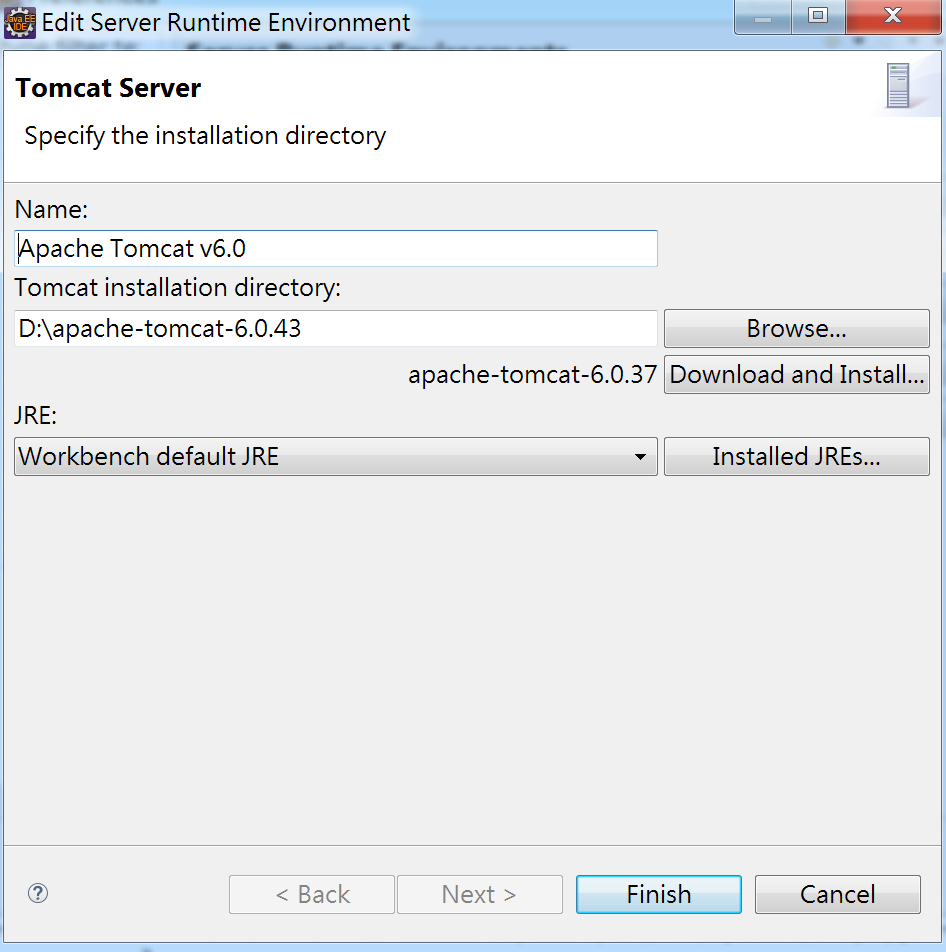 Java EE
IDE
Edit Server Runtime Environment
Tomcat Server
Specify the installation directory
Name:
Apache Tomcat v6.0
Tomcat installation directory:
D:\apache-tomcat-6.0.43
Browse...
apache-tomcat-6.0.37
Download and Install...
JRE:
Workbench default JRE
Installed JREs...
?
< Back
Next >
Finish
Cancel